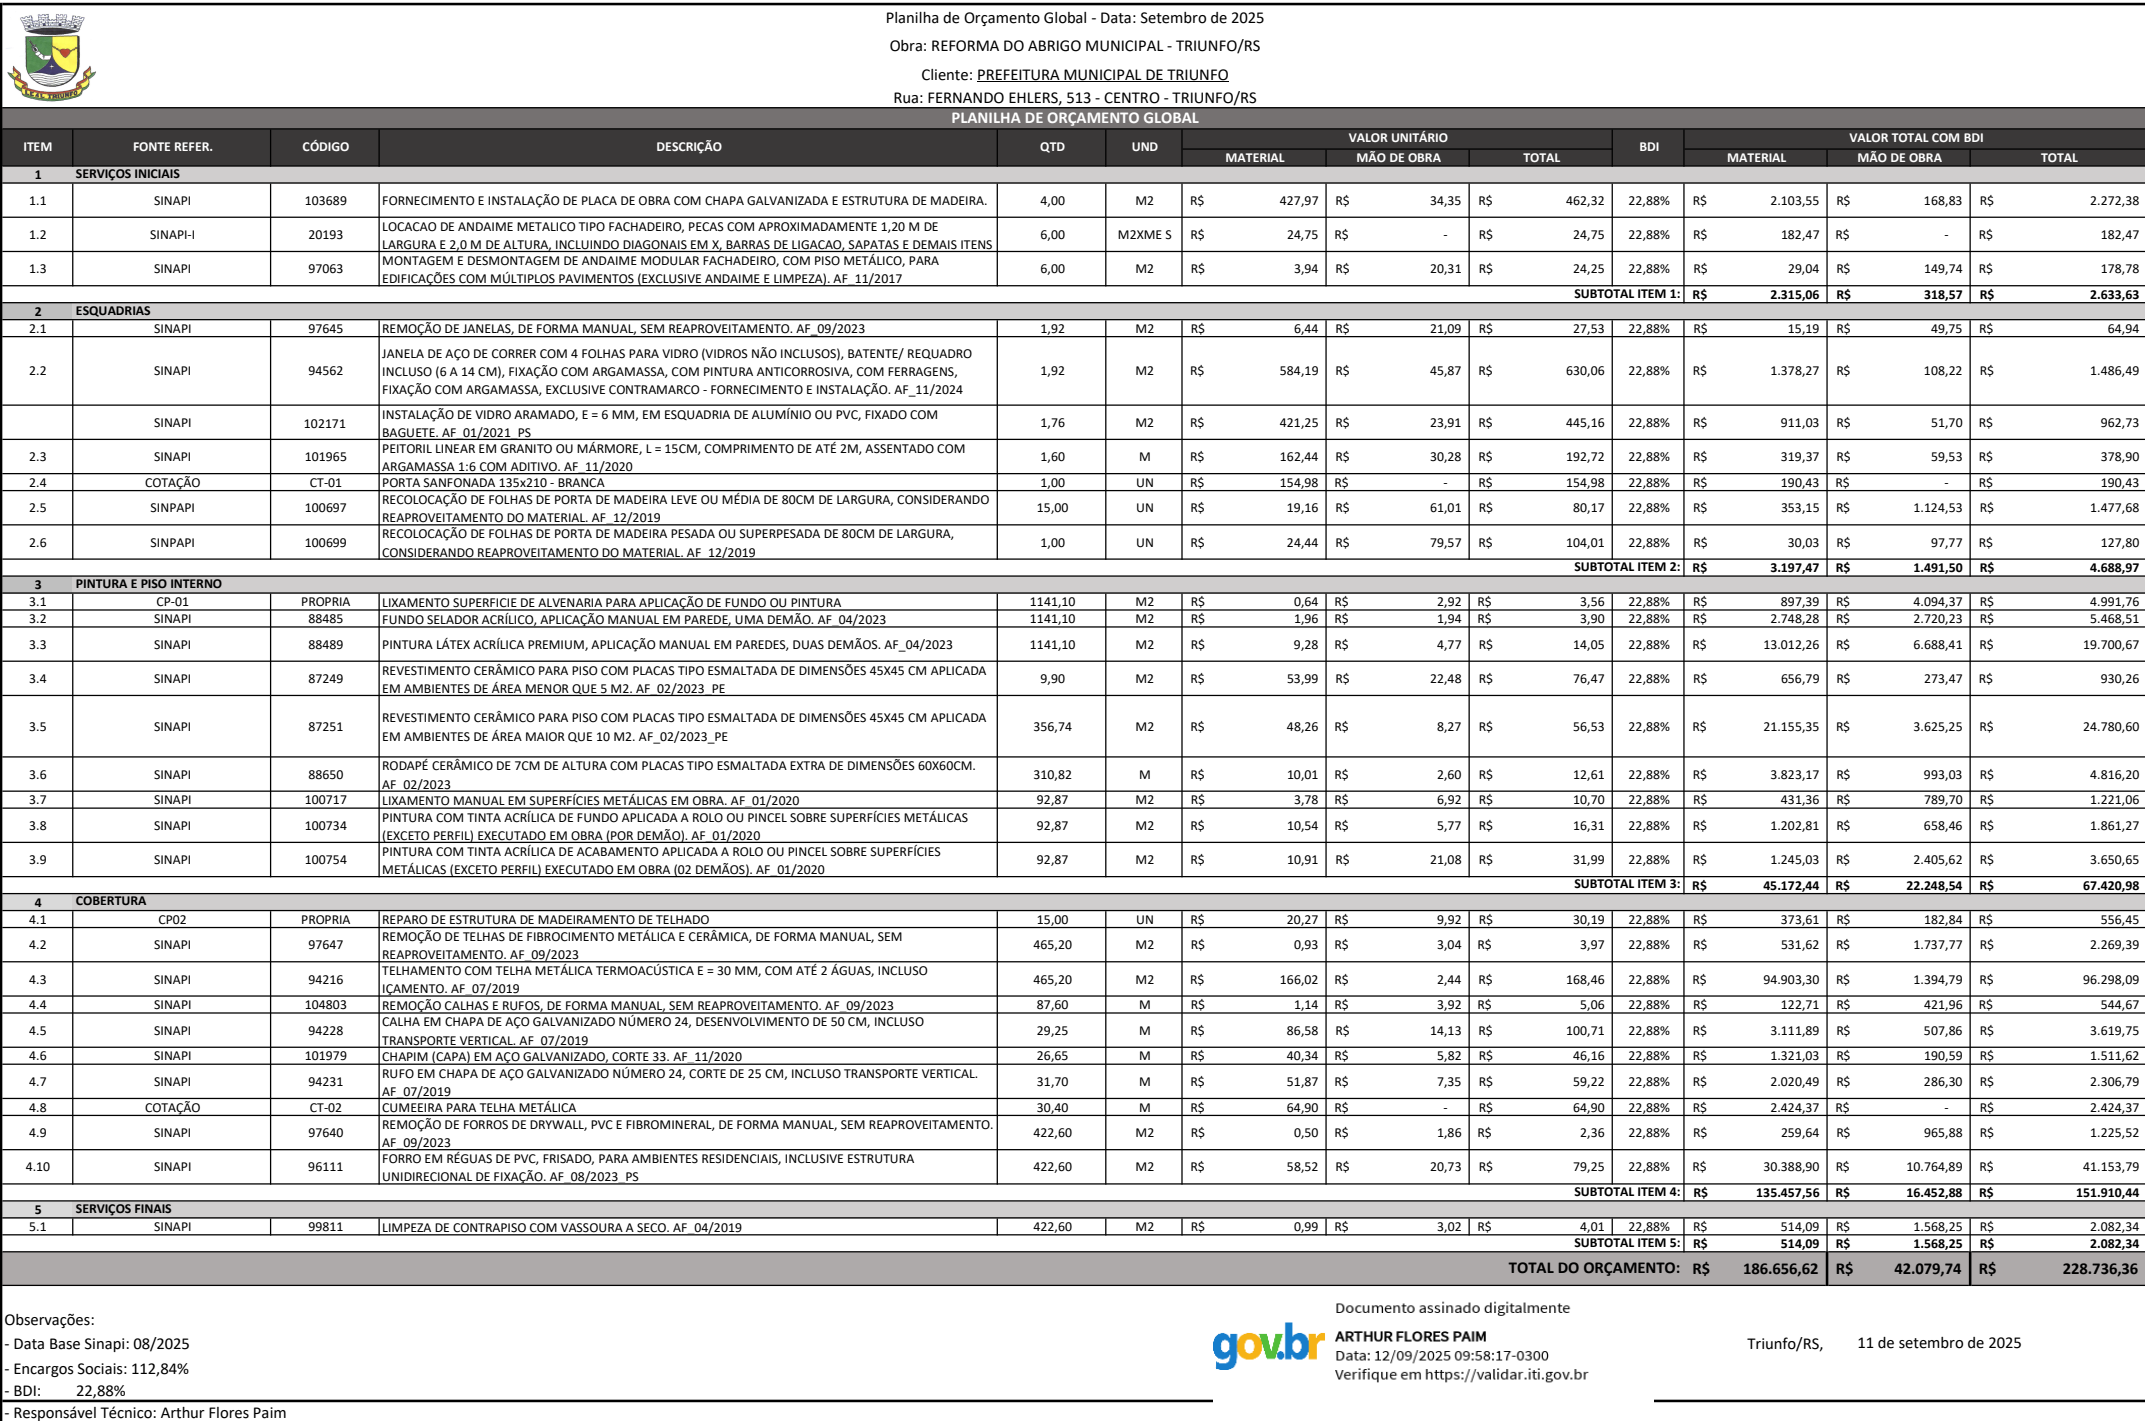 Planilha de Orçamento Global - Data: Setembro de 2025
Obra: REFORMA DO ABRIGO MUNICIPAL - TRIUNFO/RS
Cliente: PREFEITURA MUNICIPAL DE TRIUNFO
Rua: FERNANDO EHLERS, 513 - CENTRO - TRIUNFO/RS
LEAL TRIUNFO
PLANILHA DE ORÇAMENTO GLOBAL
ITEM FONTE REFER. CÓDIGO DESCRIÇÃO QTD UND VALOR UNITÁRIO BDI VALOR TOTAL COM BDI
MATERIAL MÃO DE OBRA TOTAL MATERIAL MÃO DE OBRA TOTAL
1 SERVIÇOS INICIAIS
1.1 SINAPI 103689 FORNECIMENTO E INSTALAÇÃO DE PLACA DE OBRA COM CHAPA GALVANIZADA E ESTRUTURA DE MADEIRA. 4,00 M2 R$ 427,97 R$ 34,35 R$ 462,32 22,88% R$ 2.103,55 R$ 168,83 R$ 2.272,38
LOCACAO DE ANDAIME METALICO TIPO FACHADEIRO, PECAS COM APROXIMADAMENTE 1,20 M DE
1.2 SINAPI-I 20193 LARGURA E 2,0 M DE ALTURA, INCLUINDO DIAGONAIS EM X, BARRAS DE LIGACAO, SAPATAS E DEMAIS ITENS 6,00 M2XME S R$ 24,75 R$ - R$ 24,75 22,88% R$ 182,47 R$ - R$ 182,47
MONTAGEM E DESMONTAGEM DE ANDAIME MODULAR FACHADEIRO, COM PISO METÁLICO, PARA
1.3 SINAPI 97063 EDIFICAÇÕES COM MÚLTIPLOS PAVIMENTOS (EXCLUSIVE ANDAIME E LIMPEZA). AF_11/2017 6,00 M2 R$ 3,94 R$ 20,31 R$ 24,25 22,88% R$ 29,04 R$ 149,74 R$ 178,78
SUBTOTAL ITEM 1: R$ 2.315,06 R$ 318,57 R$ 2.633,63
2 ESQUADRIAS
2.1 SINAPI 97645 REMOÇÃO DE JANELAS, DE FORMA MANUAL, SEM REAPROVEITAMENTO. AF_09/2023 1,92 M2 R$ 6,44 R$ 21,09 R$ 27,53 22,88% R$ 15,19 R$ 49,75 R$ 64,94
JANELA DE AÇO DE CORRER COM 4 FOLHAS PARA VIDRO (VIDROS NÃO INCLUSOS), BATENTE/ REQUADRO
2.2 SINAPI 94562 INCLUSO (6 A 14 CM), FIXAÇÃO COM ARGAMASSA, COM PINTURA ANTICORROSIVA, COM FERRAGENS, 1,92 M2 R$ 584,19 R$ 45,87 R$ 630,06 22,88% R$ 1.378,27 R$ 108,22 R$ 1.486,49
FIXAÇÃO COM ARGAMASSA, EXCLUSIVE CONTRAMARCO - FORNECIMENTO E INSTALAÇÃO. AF_11/2024
INSTALAÇÃO DE VIDRO ARAMADO, E = 6 MM, EM ESQUADRIA DE ALUMÍNIO OU PVC, FIXADO COM
SINAPI 102171 BAGUETE. AF_01/2021_PS 1,76 M2 R$ 421,25 R$ 23,91 R$ 445,16 22,88% R$ 911,03 R$ 51,70 R$ 962,73
PEITORIL LINEAR EM GRANITO OU MÁRMORE, L = 15CM, COMPRIMENTO DE ATÉ 2M, ASSENTADO COM
2.3 SINAPI 101965 ARGAMASSA 1:6 COM ADITIVO. AF_11/2020 1,60 M R$ 162,44 R$ 30,28 R$ 192,72 22,88% R$ 319,37 R$ 59,53 R$ 378,90
2.4 COTAÇÃO CT-01 PORTA SANFONADA 135x210 - BRANCA 1,00 UN R$ 154,98 R$ - R$ 154,98 22,88% R$ 190,43 R$ - R$ 190,43
RECOLOCAÇÃO DE FOLHAS DE PORTA DE MADEIRA LEVE OU MÉDIA DE 80CM DE LARGURA, CONSIDERANDO
2.5 SINPAPI 100697 REAPROVEITAMENTO DO MATERIAL. AF_12/2019 15,00 UN R$ 19,16 R$ 61,01 R$ 80,17 22,88% R$ 353,15 R$ 1.124,53 R$ 1.477,68
RECOLOCAÇÃO DE FOLHAS DE PORTA DE MADEIRA PESADA OU SUPERPESADA DE 80CM DE LARGURA,
2.6 SINPAPI 100699 CONSIDERANDO REAPROVEITAMENTO DO MATERIAL. AF_12/2019 1,00 UN R$ 24,44 R$ 79,57 R$ 104,01 22,88% R$ 30,03 R$ 97,77 R$ 127,80
SUBTOTAL ITEM 2: R$ 3.197,47 R$ 1.491,50 R$ 4.688,97
3 PINTURA E PISO INTERNO
3.1 CP-01 PROPRIA LIXAMENTO SUPERFICIE DE ALVENARIA PARA APLICAÇÃO DE FUNDO OU PINTURA 1141,10 M2 R$ 0,64 R$ 2,92 R$ 3,56 22,88% R$ 897,39 R$ 4.094,37 R$ 4.991,76
3.2 SINAPI 88485 FUNDO SELADOR ACRÍLICO, APLICAÇÃO MANUAL EM PAREDE, UMA DEMÃO. AF_04/2023 1141,10 M2 R$ 1,96 R$ 1,94 R$ 3,90 22,88% R$ 2.748,28 R$ 2.720,23 R$ 5.468,51
3.3 SINAPI 88489 PINTURA LÁTEX ACRÍLICA PREMIUM, APLICAÇÃO MANUAL EM PAREDES, DUAS DEMÃOS. AF_04/2023 1141,10 M2 R$ 9,28 R$ 4,77 R$ 14,05 22,88% R$ 13.012,26 R$ 6.688,41 R$ 19.700,67
REVESTIMENTO CERÂMICO PARA PISO COM PLACAS TIPO ESMALTADA DE DIMENSÕES 45X45 CM APLICADA
3.4 SINAPI 87249 EM AMBIENTES DE ÁREA MENOR QUE 5 M2. AF_02/2023_PE 9,90 M2 R$ 53,99 R$ 22,48 R$ 76,47 22,88% R$ 656,79 R$ 273,47 R$ 930,26
REVESTIMENTO CERÂMICO PARA PISO COM PLACAS TIPO ESMALTADA DE DIMENSÕES 45X45 CM APLICADA
3.5 SINAPI 87251 EM AMBIENTES DE ÁREA MAIOR QUE 10 M2. AF_02/2023_PE 356,74 M2 R$ 48,26 R$ 8,27 R$ 56,53 22,88% R$ 21.155,35 R$ 3.625,25 R$ 24.780,60
RODAPÉ CERÂMICO DE 7CM DE ALTURA COM PLACAS TIPO ESMALTADA EXTRA DE DIMENSÕES 60X60CM.
3.6 SINAPI 88650 AF_02/2023 310,82 M R$ 10,01 R$ 2,60 R$ 12,61 22,88% R$ 3.823,17 R$ 993,03 R$ 4.816,20
3.7 SINAPI 100717 LIXAMENTO MANUAL EM SUPERFÍCIES METÁLICAS EM OBRA. AF_01/2020 92,87 M2 R$ 3,78 R$ 6,92 R$ 10,70 22,88% R$ 431,36 R$ 789,70 R$ 1.221,06
PINTURA COM TINTA ACRÍLICA DE FUNDO APLICADA A ROLO OU PINCEL SOBRE SUPERFÍCIES METÁLICAS
3.8 SINAPI 100734 (EXCETO PERFIL) EXECUTADO EM OBRA (POR DEMÃO). AF_01/2020 92,87 M2 R$ 10,54 R$ 5,77 R$ 16,31 22,88% R$ 1.202,81 R$ 658,46 R$ 1.861,27
PINTURA COM TINTA ACRÍLICA DE ACABAMENTO APLICADA A ROLO OU PINCEL SOBRE SUPERFÍCIES
3.9 SINAPI 100754 METÁLICAS (EXCETO PERFIL) EXECUTADO EM OBRA (02 DEMÃOS). AF_01/2020 92,87 M2 R$ 10,91 R$ 21,08 R$ 31,99 22,88% R$ 1.245,03 R$ 2.405,62 R$ 3.650,65
SUBTOTAL ITEM 3: R$ 45.172,44 R$ 22.248,54 R$ 67.420,98
4 COBERTURA
4.1 CP02 PROPRIA REPARO DE ESTRUTURA DE MADEIRAMENTO DE TELHADO 15,00 UN R$ 20,27 R$ 9,92 R$ 30,19 22,88% R$ 373,61 R$ 182,84 R$ 556,45
REMOÇÃO DE TELHAS DE FIBROCIMENTO METÁLICA E CERÂMICA, DE FORMA MANUAL, SEM
4.2 SINAPI 97647 REAPROVEITAMENTO. AF_09/2023 465,20 M2 R$ 0,93 R$ 3,04 R$ 3,97 22,88% R$ 531,62 R$ 1.737,77 R$ 2.269,39
TELHAMENTO COM TELHA METÁLICA TERMOACÚSTICA E = 30 MM, COM ATÉ 2 ÁGUAS, INCLUSO
4.3 SINAPI 94216 IÇAMENTO. AF_07/2019 465,20 M2 R$ 166,02 R$ 2,44 R$ 168,46 22,88% R$ 94.903,30 R$ 1.394,79 R$ 96.298,09
4.4 SINAPI 104803 REMOÇÃO CALHAS E RUFOS, DE FORMA MANUAL, SEM REAPROVEITAMENTO. AF_09/2023 87,60 M R$ 1,14 R$ 3,92 R$ 5,06 22,88% R$ 122,71 R$ 421,96 R$ 544,67
CALHA EM CHAPA DE AÇO GALVANIZADO NÚMERO 24, DESENVOLVIMENTO DE 50 CM, INCLUSO
4.5 SINAPI 94228 TRANSPORTE VERTICAL. AF_07/2019 29,25 M R$ 86,58 R$ 14,13 R$ 100,71 22,88% R$ 3.111,89 R$ 507,86 R$ 3.619,75
4.6 SINAPI 101979 CHAPIM (CAPA) EM AÇO GALVANIZADO, CORTE 33. AF_11/2020 26,65 M R$ 40,34 R$ 5,82 R$ 46,16 22,88% R$ 1.321,03 R$ 190,59 R$ 1.511,62
RUFO EM CHAPA DE AÇO GALVANIZADO NÚMERO 24, CORTE DE 25 CM, INCLUSO TRANSPORTE VERTICAL.
4.7 SINAPI 94231 AF_07/2019 31,70 M R$ 51,87 R$ 7,35 R$ 59,22 22,88% R$ 2.020,49 R$ 286,30 R$ 2.306,79
4.8 COTAÇÃO CT-02 CUMEEIRA PARA TELHA METÁLICA 30,40 M R$ 64,90 R$ - R$ 64,90 22,88% R$ 2.424,37 R$ - R$ 2.424,37
REMOÇÃO DE FORROS DE DRYWALL, PVC E FIBROMINERAL, DE FORMA MANUAL, SEM REAPROVEITAMENTO.
4.9 SINAPI 97640 AF_09/2023 422,60 M2 R$ 0,50 R$ 1,86 R$ 2,36 22,88% R$ 259,64 R$ 965,88 R$ 1.225,52
FORRO EM RÉGUAS DE PVC, FRISADO, PARA AMBIENTES RESIDENCIAIS, INCLUSIVE ESTRUTURA
4.10 SINAPI 96111 UNIDIRECIONAL DE FIXAÇÃO. AF_08/2023_PS 422,60 M2 R$ 58,52 R$ 20,73 R$ 79,25 22,88% R$ 30.388,90 R$ 10.764,89 R$ 41.153,79
SUBTOTAL ITEM 4: R$ 135.457,56 R$ 16.452,88 R$ 151.910,44
5 SERVIÇOS FINAIS
5.1 SINAPI 99811 LIMPEZA DE CONTRAPISO COM VASSOURA A SECO. AF_04/2019 422,60 M2 R$ 0,99 R$ 3,02 R$ 4,01 22,88% R$ 514,09 R$ 1.568,25 R$ 2.082,34
SUBTOTAL ITEM 5: R$ 514,09 R$ 1.568,25 R$ 2.082,34
TOTAL DO ORÇAMENTO: R$ 186.656,62 R$ 42.079,74 R$ 228.736,36
Observações:
- Data Base Sinapi: 08/2025
- Encargos Sociais: 112,84%
- BDI: 22,88%
- Responsável Técnico: Arthur Flores Paim
gov.br
Documento assinado digitalmente
ARTHUR FLORES PAIM
Data: 12/09/2025 09:58:17-0300
Verifique em https://validar.iti.gov.br
Triunfo/RS, 11 de setembro de 2025